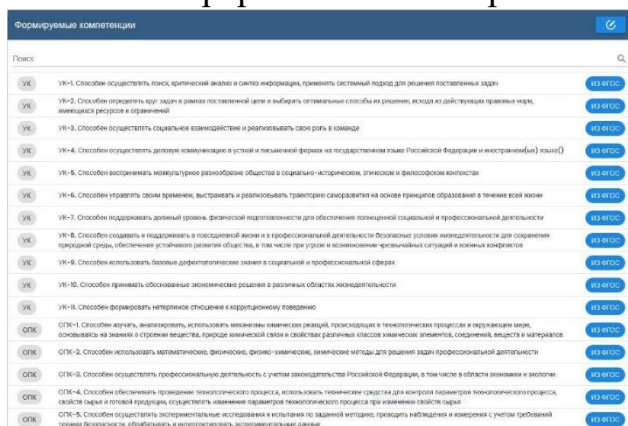 Формируемые компетенции
Поиск
УК УК-1. Способен осуществлять поиск, критический анализ и синтез информации, применять системный подход для решения поставленных задач ИЗ ФГОС
УК УК-2. Способен определять круг задач в рамках поставленной цели и выбирать оптимальные способы их решения, исходя из действующих правовых норм,
имеющихся ресурсов и ограничений ИЗ ФГОС
УК УК-3. Способен осуществлять социальное взаимодействие и реализовывать свою роль в команде ИЗ ФГОС
УК УК-4. Способен осуществлять деловую коммуникацию в устной и письменной формах на государственном языке Российской Федерации и иностранном(ых) языке() ИЗ ФГОС
УК УК-5. Способен воспринимать межкультурное разнообразие общества в социально-историческом, этическом и философском контекстах ИЗ ФГОС
УК УК-6. Способен управлять своим временем, выстраивать и реализовывать траекторию саморазвития на основе принципов образования в течение всей жизни ИЗ ФГОС
УК УК-7. Способен поддерживать должный уровень физической подготовленности для обеспечения полноценной социальной и профессиональной деятельности ИЗ ФГОС
УК УК-8. Способен создавать и поддерживать в повседневной жизни и в профессиональной деятельности безопасные условия жизнедеятельности для сохранения
природной среды, обеспечения устойчивого развития общества, в том числе при угрозе и возникновении чрезвычайных ситуаций и военных конфликтов ИЗ ФГОС
УК УК-9. Способен использовать базовые дефектологические знания в социальной и профессиональной сферах ИЗ ФГОС
УК УК-10. Способен принимать обоснованные экономические решения в различных областях жизнедеятельности ИЗ ФГОС
УК УК-11. Способен формировать нетерпимое отношение к коррупционному поведению ИЗ ФГОС
ОПК ОПК-1. Способен изучать, анализировать, использовать механизмы химических реакций, происходящих в технологических процессах и окружающем мире,
основываясь на знаниях о строении вещества, природе химической связи и свойствах различных классов химических элементов, соединений, веществ и материалов ИЗ ФГОС
ОПК ОПК-2. Способен использовать математические, физические, физико-химические, химические методы для решения задач профессиональной деятельности ИЗ ФГОС
ОПК ОПК-3. Способен осуществлять профессиональную деятельность с учетом законодательства Российской Федерации, в том числе в области экономики и экологии ИЗ ФГОС
ОПК ОПК-4. Способен обеспечивать проведение технологического процесса, использовать технические средства для контроля параметров технологического процесса,
свойств сырья и готовой продукции, осуществлять изменение параметров технологического процесса при изменении свойств сырья ИЗ ФГОС
ОПК ОПК-5. Способен осуществлять экспериментальные исследования и испытания по заданной методике, проводить наблюдения и измерения с учетом требований
техники безопасности, обрабатывать и интерпретировать экспериментальные данные ИЗ ФГОС